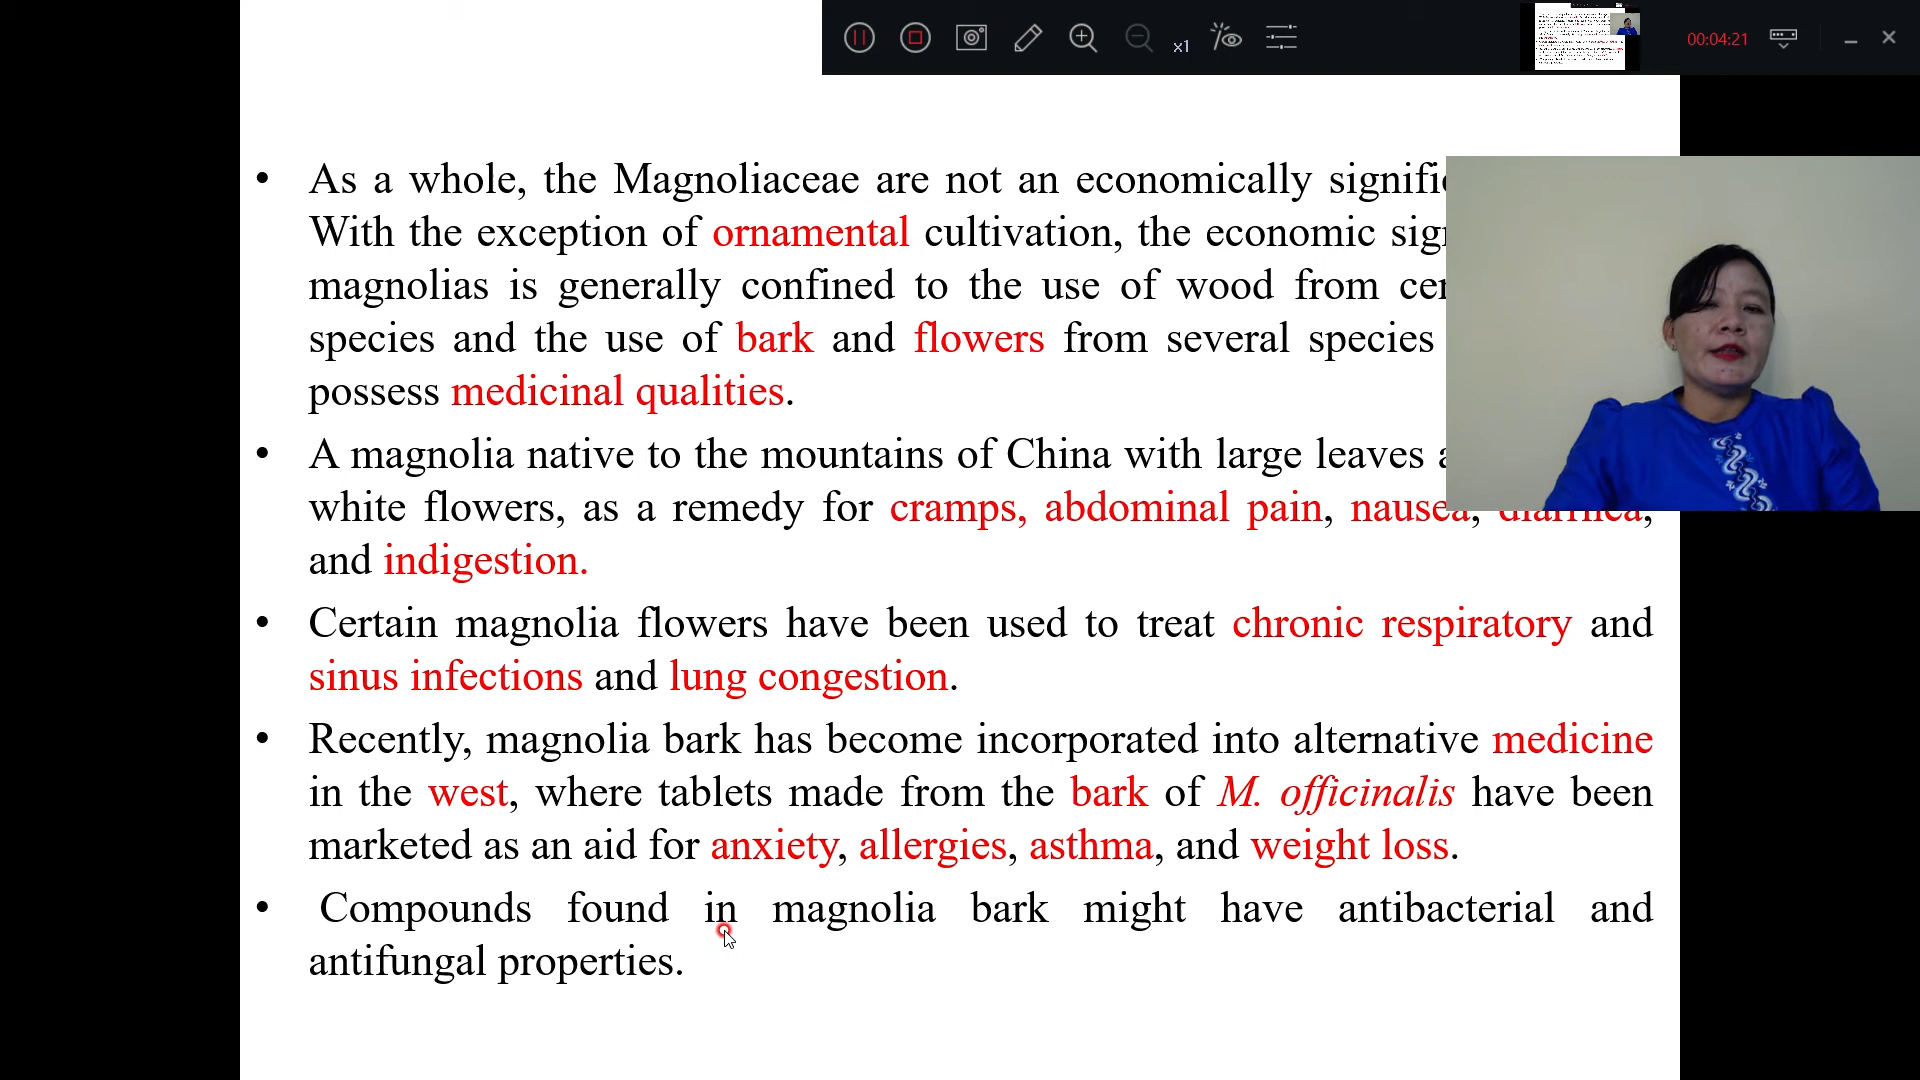 x1
00:04:21
• As a whole, the Magnoliaceae are not an economically
With the exception of ornamental cultivation, the economic
magnolias is generally confined to the use of wood from
species and the use of bark and flowers from several species
possess medicinal qualities.
• A magnolia native to the mountains of China with large leaves
white flowers, as a remedy for cramps, abdominal pain, nausea, diarrhea,
and indigestion.
• Certain magnolia flowers have been used to treat chronic respiratory and
sinus infections and lung congestion.
• Recently, magnolia bark has become incorporated into alternative medicine
in the west, where tablets made from the bark of M. officinalis have been
marketed as an aid for anxiety, allergies, asthma, and weight loss.
• Compounds found in magnolia bark might have antibacterial and
antifungal properties.